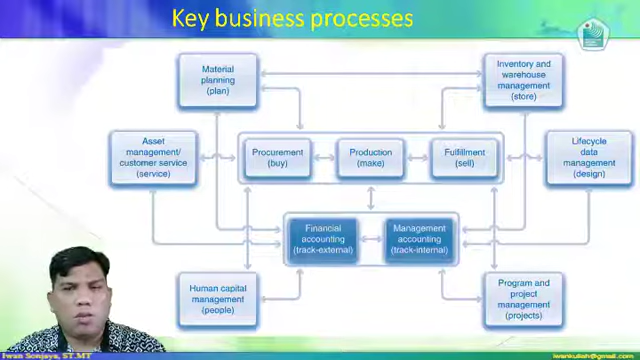 Key business processes
Material
planning
(plan)
Inventory and
warehouse
management
(store)
Asset
management/
customer service
(service)
Procurement
(buy)
Production
(make)
Fulfillment
(sell)
Lifecycle
data
management
(design)
Financial
accounting
(track-external)
Management
accounting
(track-internal)
Human capital
management
(people)
Program and
project
management
(projects)
Iwan Sonjaya, ST.MT
iwankuliah@gmail.com